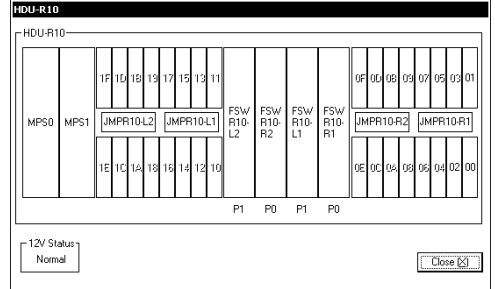 HDU-R10
HDU-R10
1F 1D 1B 19 17 15 13 11
0F 0D 0B 09 07 05 03 01
MPS0 MPS1 JMPR10-L2 JMPR10-L1
FSW R10- L2
FSW R10- R2
FSW R10- L1
FSW R10- R1
JMPR10-R2 JMPR10-R1
1E 1C 1A 18 16 14 12 10
0E 0C 0A 08 06 04 02 00
P1 P0 P1 P0
12V Status
Normal
Close [X]